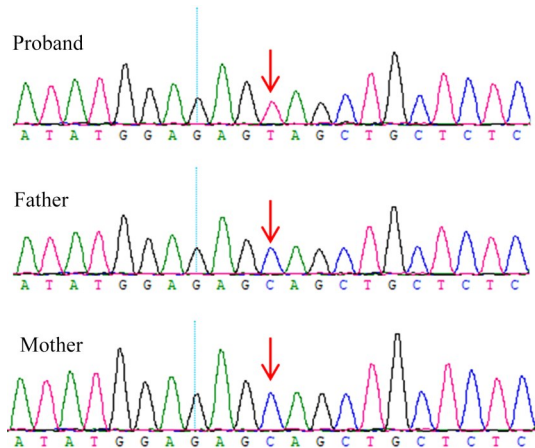 Proband
A T A T G G A G A G T A G C T G C T C T C
Father
A T A T G G A G A G C A G C T G C T C T C
Mother
A T A T G G A G A G C A G C T G C T C T C